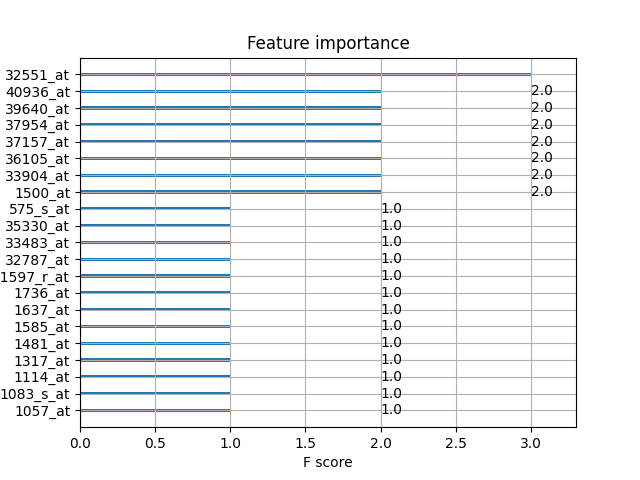 Feature importance
32551_at
40936_at 2.0
39640_at 2.0
37954_at 2.0
37157_at 2.0
36105_at 2.0
33904_at 2.0
1500_at 2.0
575_s_at 1.0
35330_at 1.0
33483_at 1.0
32787_at 1.0
1597_r_at 1.0
1736_at 1.0
1637_at 1.0
1585_at 1.0
1481_at 1.0
1317_at 1.0
1114_at 1.0
1083_s_at 1.0
1057_at 1.0
0.0 0.5 1.0 1.5 2.0 2.5 3.0
F score